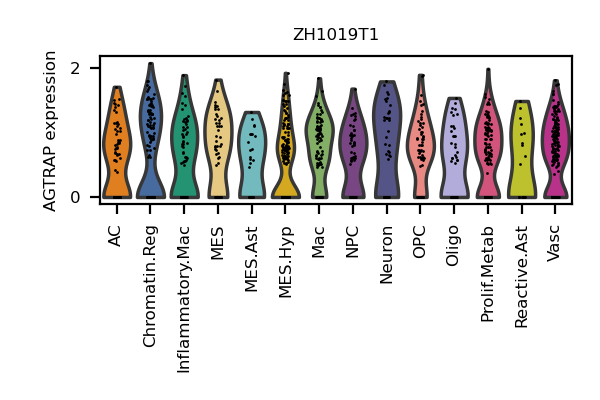 ZH1019T1
AGTRAP expression
2
0
AC
Chromatin.Reg
Inflammatory.Mac
MES
MES.Ast
MES.Hyp
Mac
NPC
Neuron
OPC
Oligo
Prolif.Metab
Reactive.Ast
Vasc